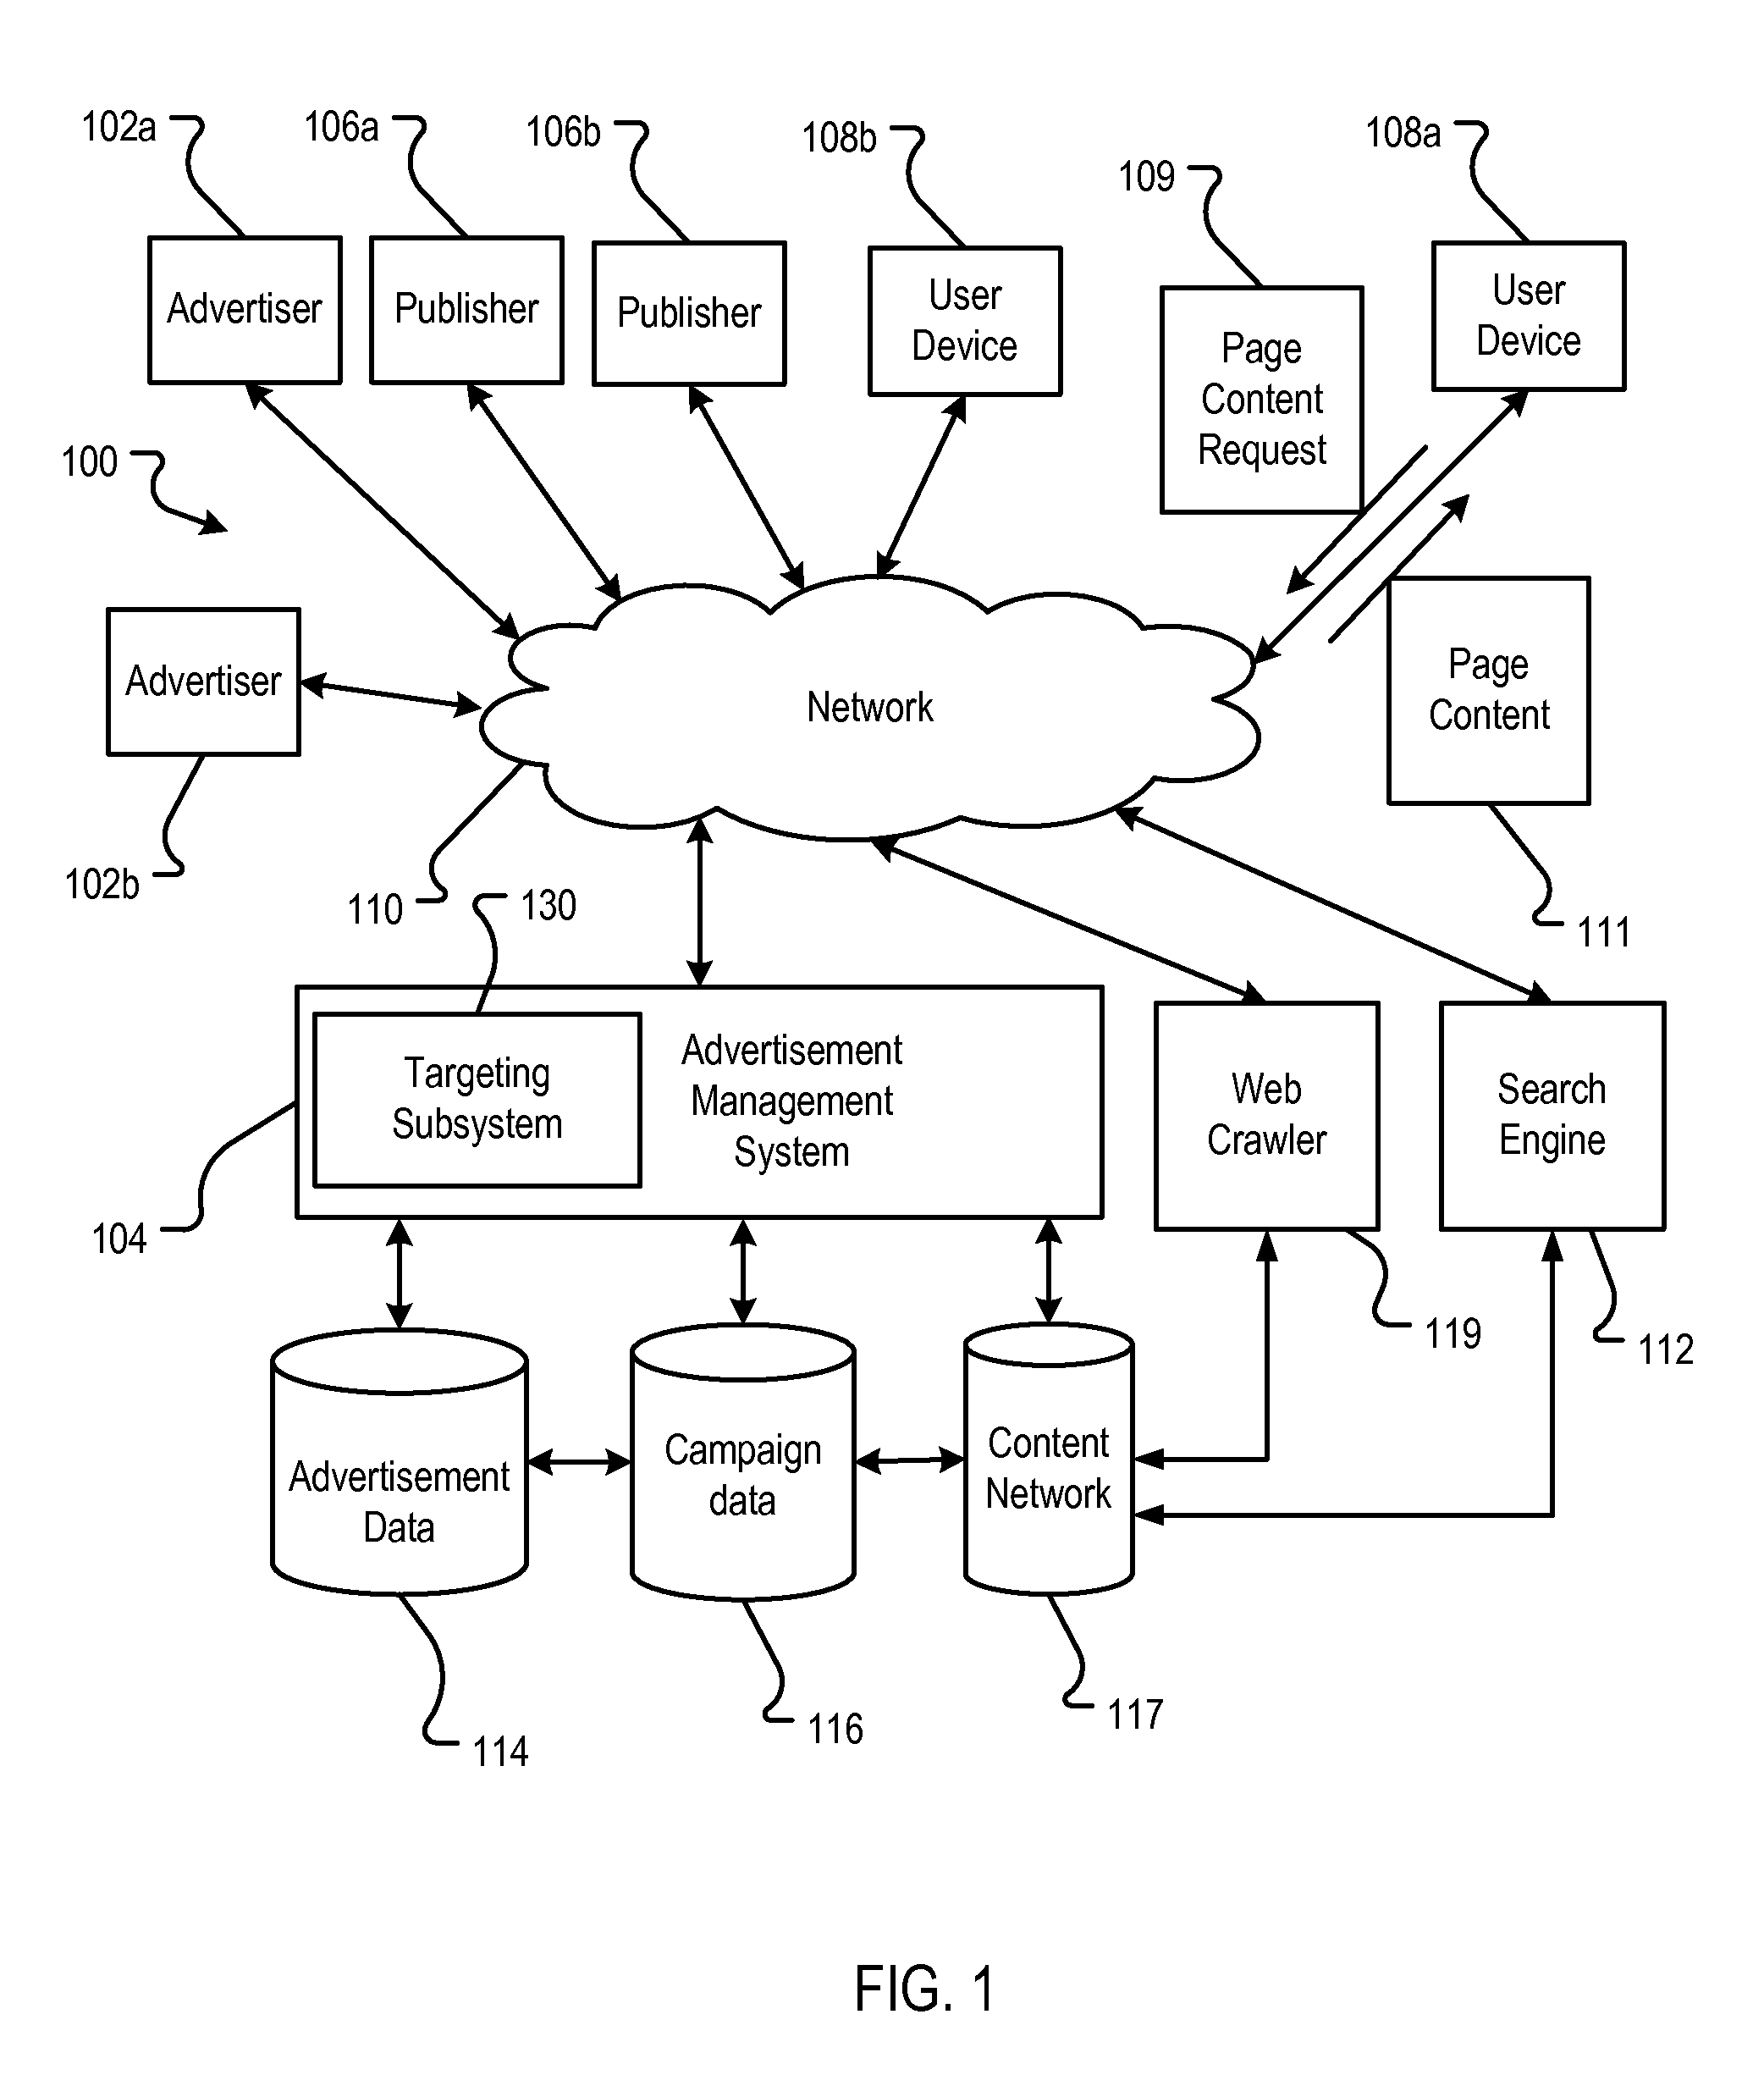 102a
106a
106b
108b
109
108a
Advertiser
Publisher
Publisher
User
Device
Page
Content
Request
User
Device
100
Advertiser
102b
Network
110
Page
Content
111
130
Targeting
Subsystem
Advertisement
Management
System
104
Web
Crawler
Search
Engine
119
112
Advertisement
Data
Campaign
data
Content
Network
114
116
117
FIG. 1